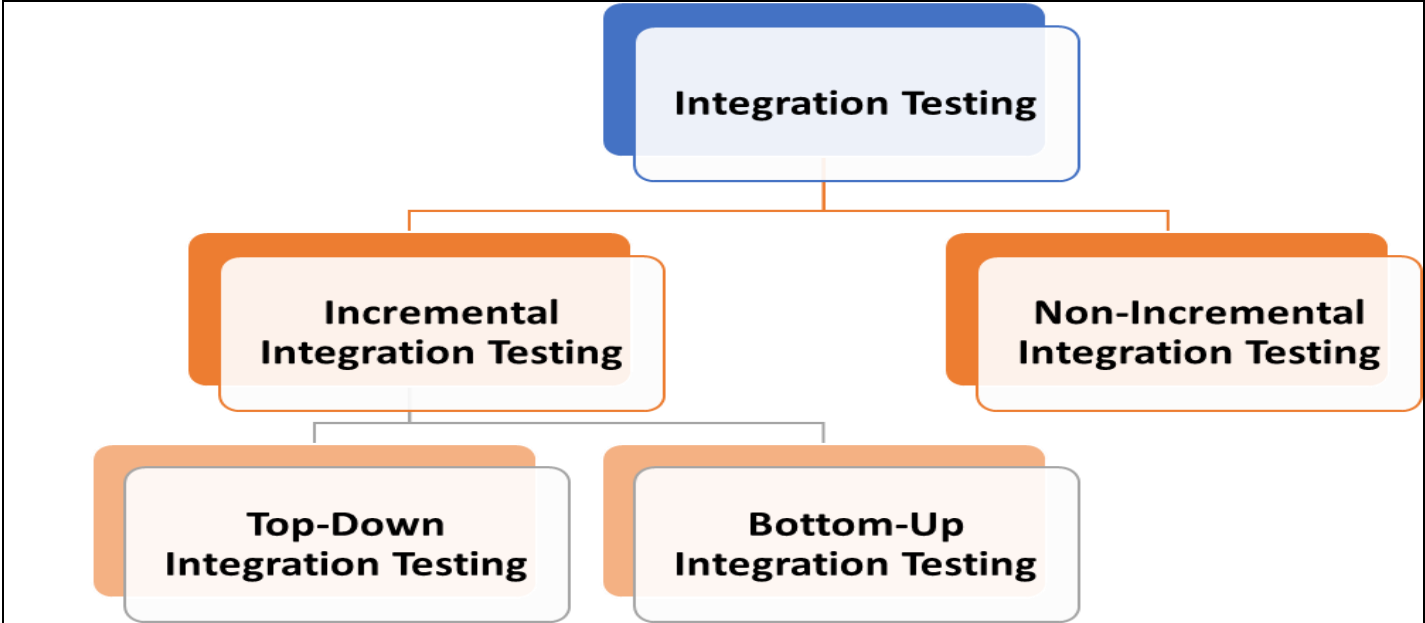 Integration Testing
Incremental
Integration Testing
Non-Incremental
Integration Testing
Top-Down
Integration Testing
Bottom-Up
Integration Testing